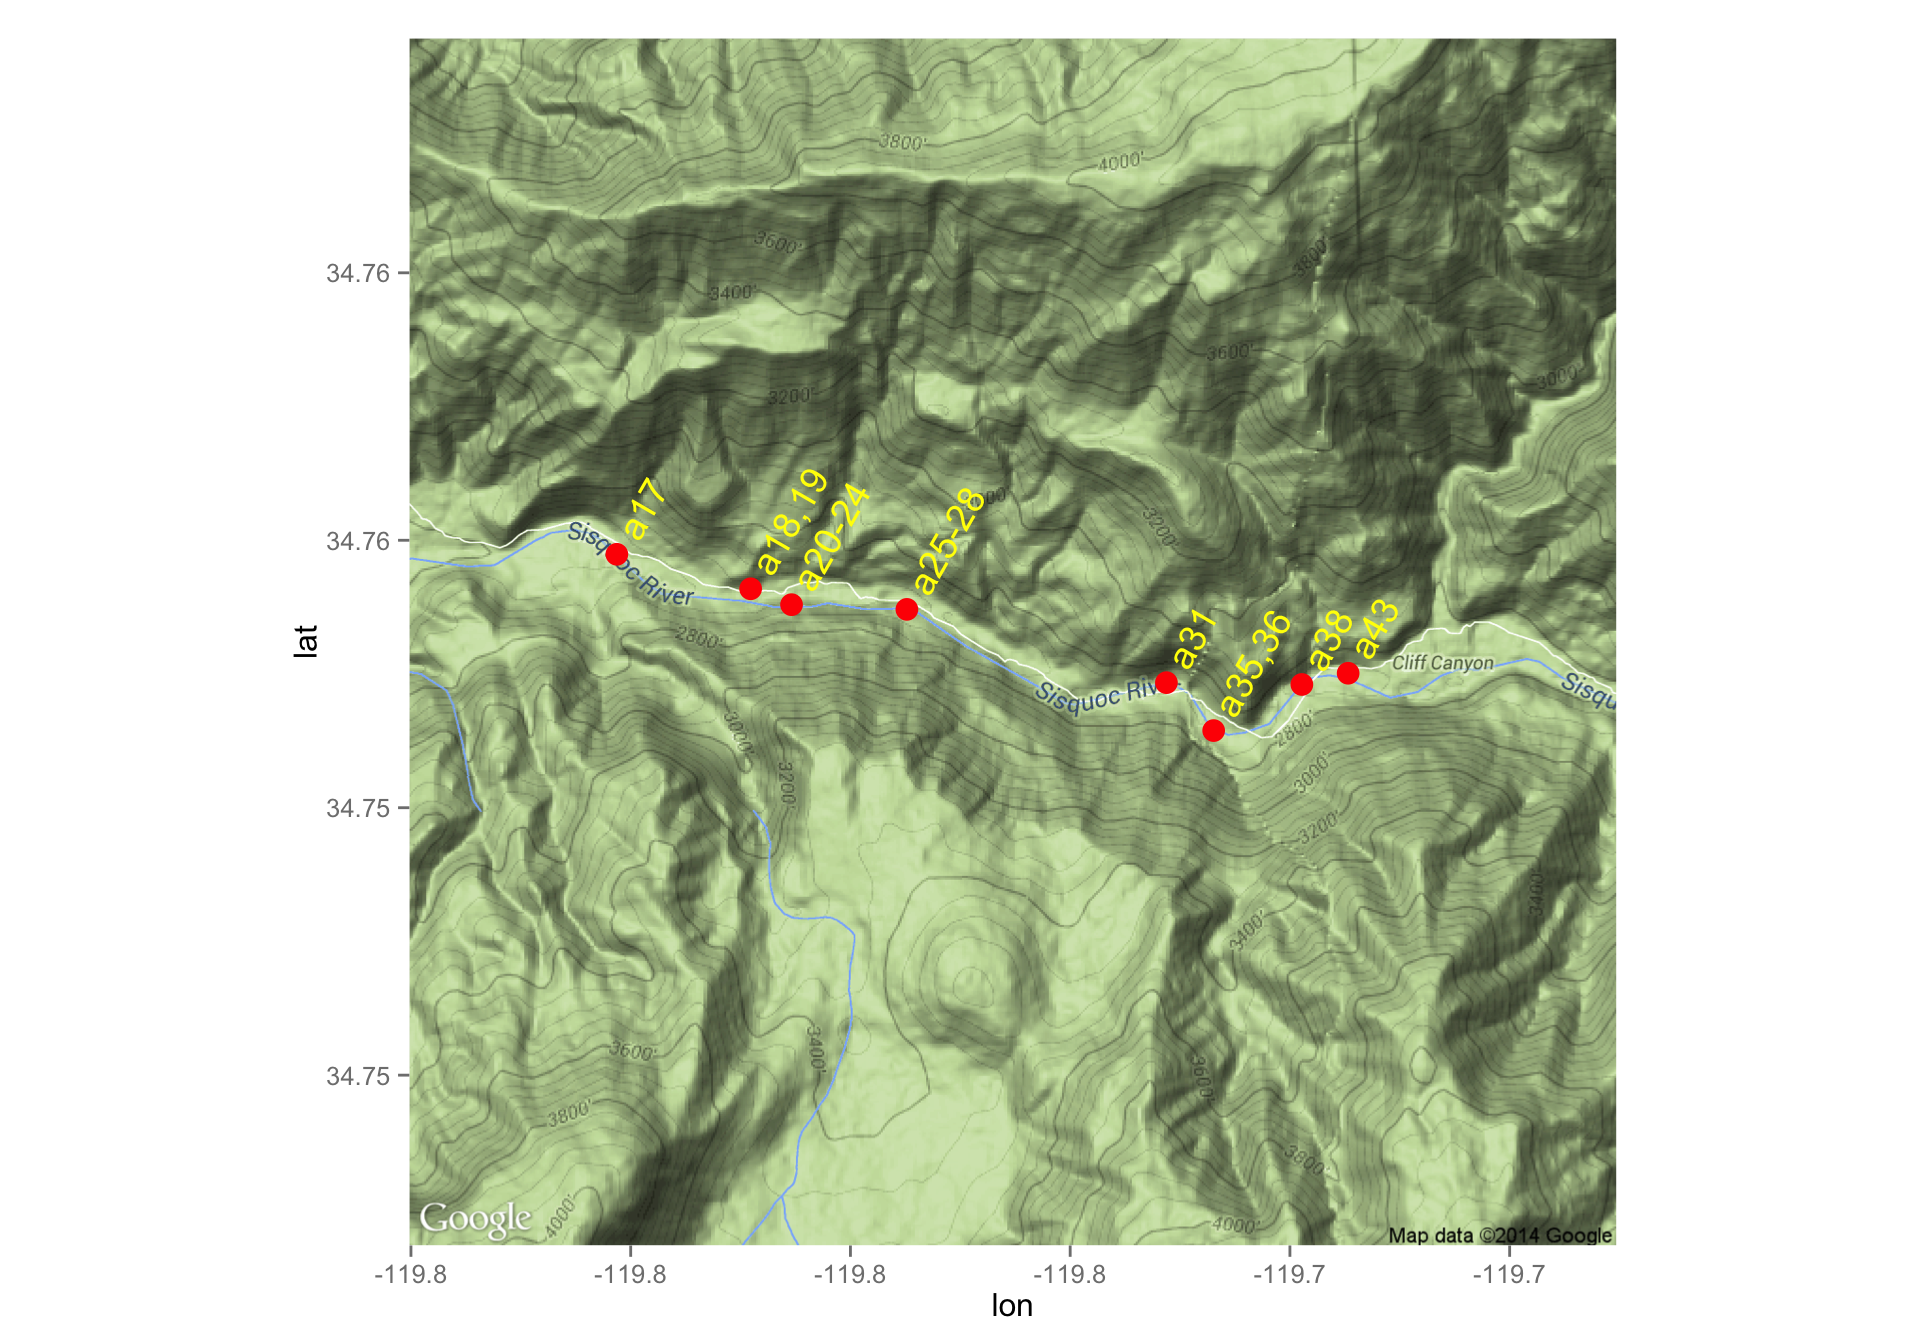 3800'
4000'
3600'
3800'
34.76
3400'
3600'
3000'
3200'
a17
a18,19
a20-24
a25-28
3200'
34.76
Sisquoc River
2800'
a31
a35,36
a38
a43
Cliff Canyon
Sisquoc Riv
Sisqu
lat
2800'
3000'
3200'
3000'
34.75
3200'
3400'
3400'
3400'
3600'
3600'
34.75
3800'
3800'
4000'
4000'
Google
Map data ©2014 Google
-119.8
-119.8
-119.8
-119.8
-119.7
-119.7
lon